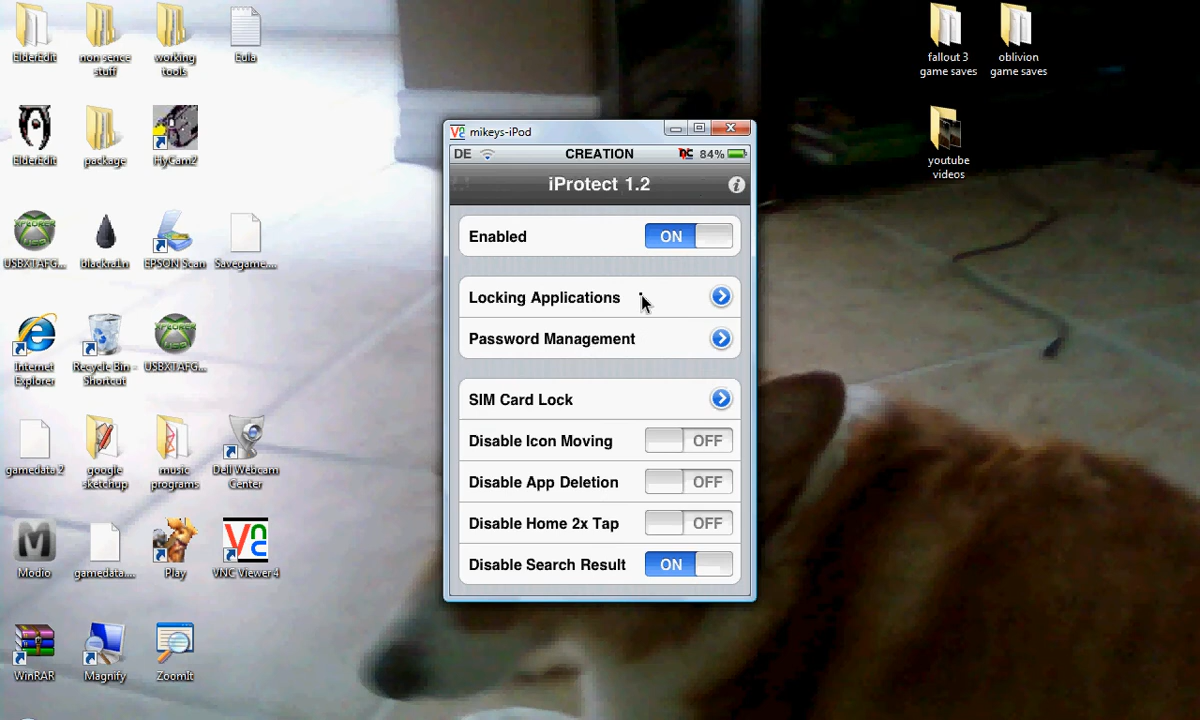 ElderEdit
non sence
stuff
working
tools
Eula
fallout 3
game saves
oblivion
game saves
ElderEdit
package
HyCam2
youtube
videos
USBXTAFG...
blackra1n
EPSON Scan
Savegame....
Internet
Explorer
Recycle Bin -
Shortcut
USBXTAFG...
gamedata 2
google
sketchup
music
programs
Dell Webcam
Center
Modio
gamedata....
Play
VNC Viewer 4
WinRAR
Magnify
ZoomIt
mikeys-iPod
DE CREATION 84%
iProtect 1.2
Enabled ON
Locking Applications
Password Management
SIM Card Lock
Disable Icon Moving OFF
Disable App Deletion OFF
Disable Home 2x Tap OFF
Disable Search Result ON